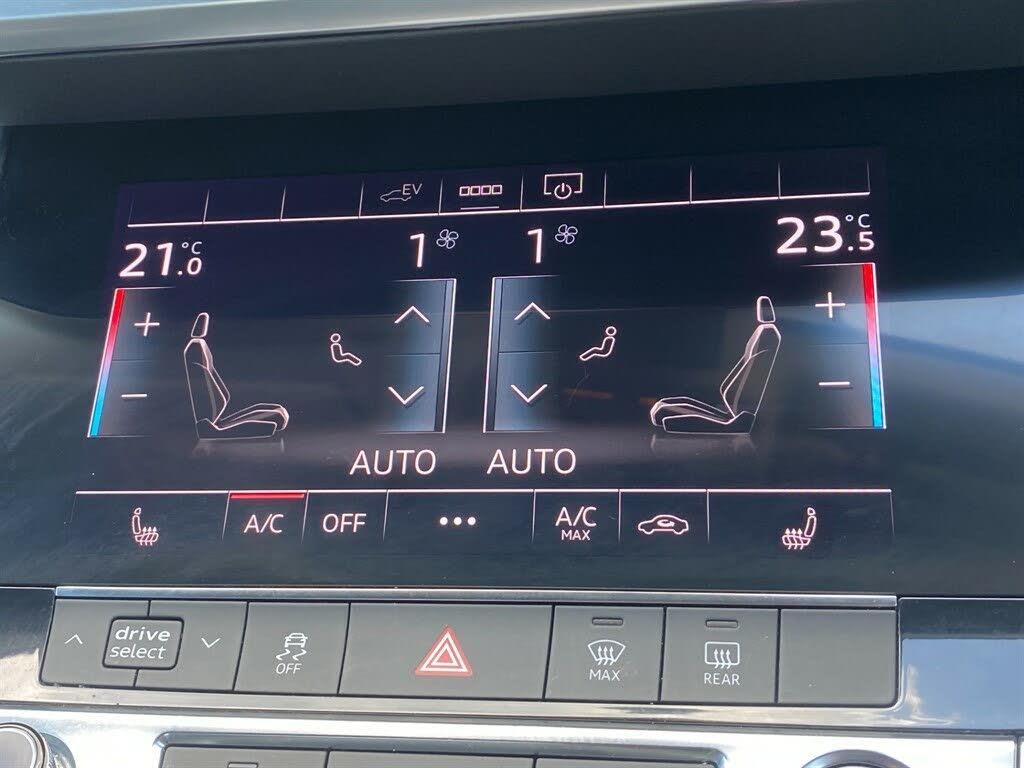 EV
21.0 °C
1
1
23.5 °C
AUTO
AUTO
A/C
OFF
•••
A/C
MAX
drive
select
OFF
MAX
REAR